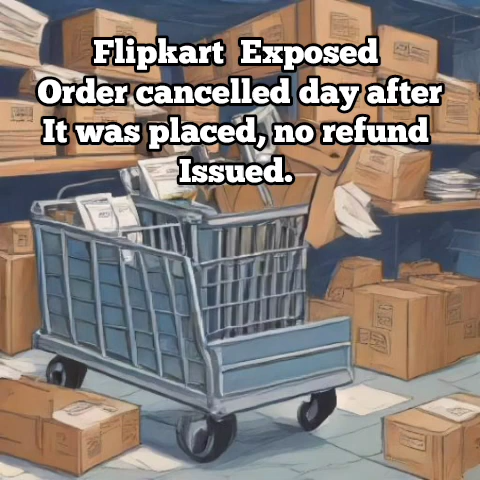 Flipkart Exposed
Order cancelled day after
It was placed, no refund
Issued.